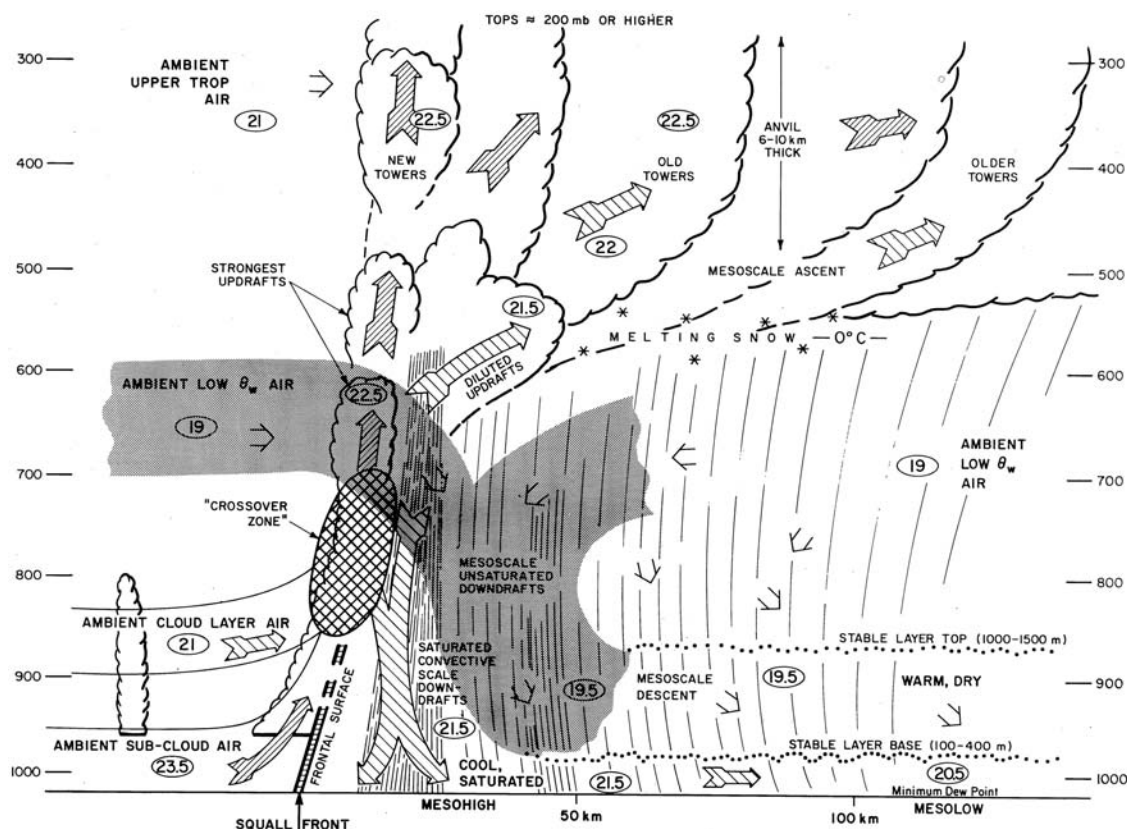 TOPS ≈ 200 mb OR HIGHER
300
AMBIENT
UPPER TROP
AIR
21
22.5
NEW
TOWERS
22.5
OLD
TOWERS
22
ANVIL
6-10 km
THICK
OLDER
TOWERS
300
400
400
500
500
STRONGEST
UPDRAFTS
MESOSCALE ASCENT
21.5
DILUTED
UPDRAFTS
MELTING SNOW —0°C—
600
600
AMBIENT LOW θw AIR
19
22.5
19
AMBIENT
LOW θw
AIR
700
700
"CROSSOVER
ZONE"
MESOSCALE
UNSATURATED
DOWNDRAFTS
800
800
AMBIENT CLOUD LAYER AIR
21
STABLE LAYER TOP (1000-1500 m)
SATURATED
CONVECTIVE
SCALE
DOWN-
DRAFTS
21.5
19.5
MESOSCALE
DESCENT
19.5
WARM, DRY
900
900
AMBIENT SUB-CLOUD AIR
23.5
FRONTAL SURFACE
COOL,
SATURATED
STABLE LAYER BASE (100-400 m)
21.5
20.5
Minimum Dew Point
1000
1000
MESOHIGH
50 km
100 km
MESOLOW
SQUALL FRONT